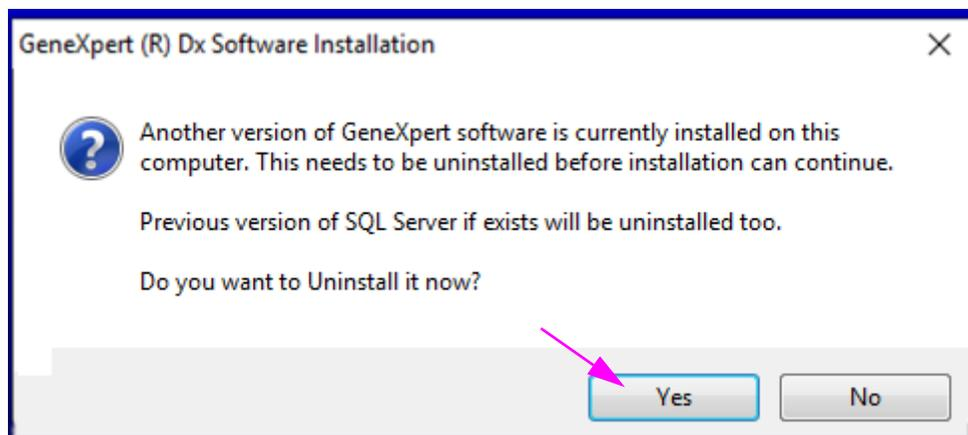 GeneXpert (R) Dx Software Installation
Another version of GeneXpert software is currently installed on this
computer. This needs to be uninstalled before installation can continue.
Previous version of SQL Server if exists will be uninstalled too.
Do you want to Uninstall it now?
Yes
No